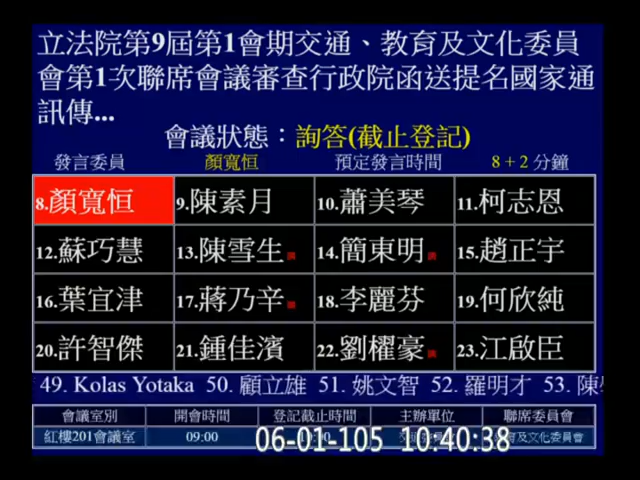 立法院第9屆第1會期交通、教育及文化委員
會第1次聯席會議審查行政院函送提名國家通
訊傳...
會議狀態：詢答(截止登記)
發言委員 顏寬恒 預定發言時間 8 + 2 分鐘
8.顏寬恒 9.陳素月 10.蕭美琴 11.柯志恩
12.蘇巧慧 13.陳雪生 14.簡東明 15.趙正宇
16.葉宜津 17.蔣乃辛 18.李麗芬 19.何欣純
20.許智傑 21.鍾佳濱 22.劉櫂豪 23.江啟臣
49. Kolas Yotaka 50. 顧立雄 51. 姚文智 52. 羅明才 53. 陳
會議室別 開會時間 登記截止時間 主辦單位 聯席委員會
紅樓201會議室 09:00 教育及文化委員會
06-01-105 10:40:38